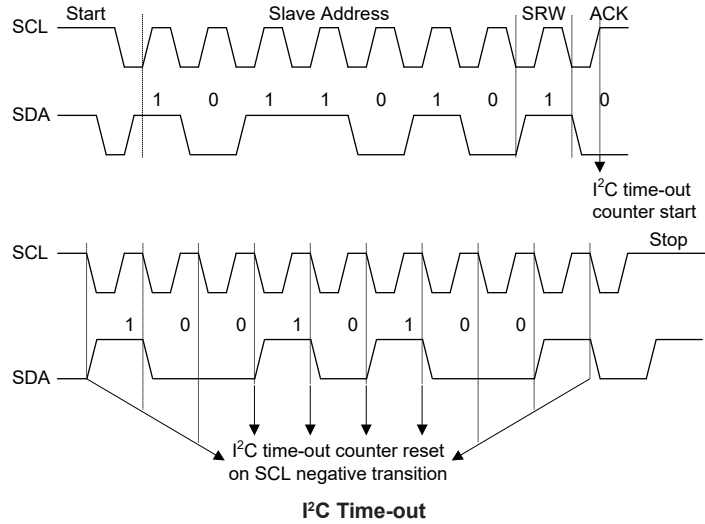 Start Slave Address SRW ACK
SCL
1 0 1 1 0 1 0 1 0
SDA
I²C time-out
counter start
Stop
SCL
1 0 0 1 0 1 0 0
SDA
I²C time-out counter reset
on SCL negative transition
I²C Time-out